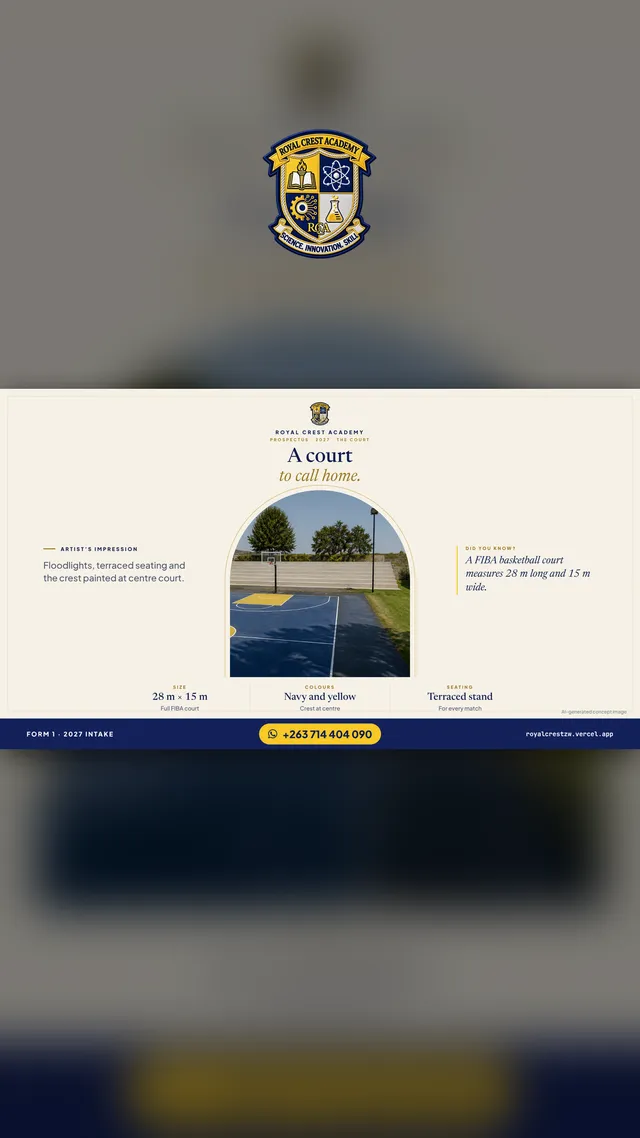 ROYAL CREST ACADEMY
RCA
SCIENCE. INNOVATION. SKILL
ROYAL CREST ACADEMY
PROSPECTUS 2027 THE COURT
A court
to call home.
ARTIST'S IMPRESSION
Floodlights, terraced seating and
the crest painted at centre court.
DID YOU KNOW?
A FIBA basketball court
measures 28 m long and 15 m
wide.
SIZE
28 m × 15 m
Full FIBA court
COLOURS
Navy and yellow
Crest at centre
SEATING
Terraced stand
For every match
AI-generated concept image
FORM 1 · 2027 INTAKE
+263 714 404 090
royalcrestzw.vercel.app